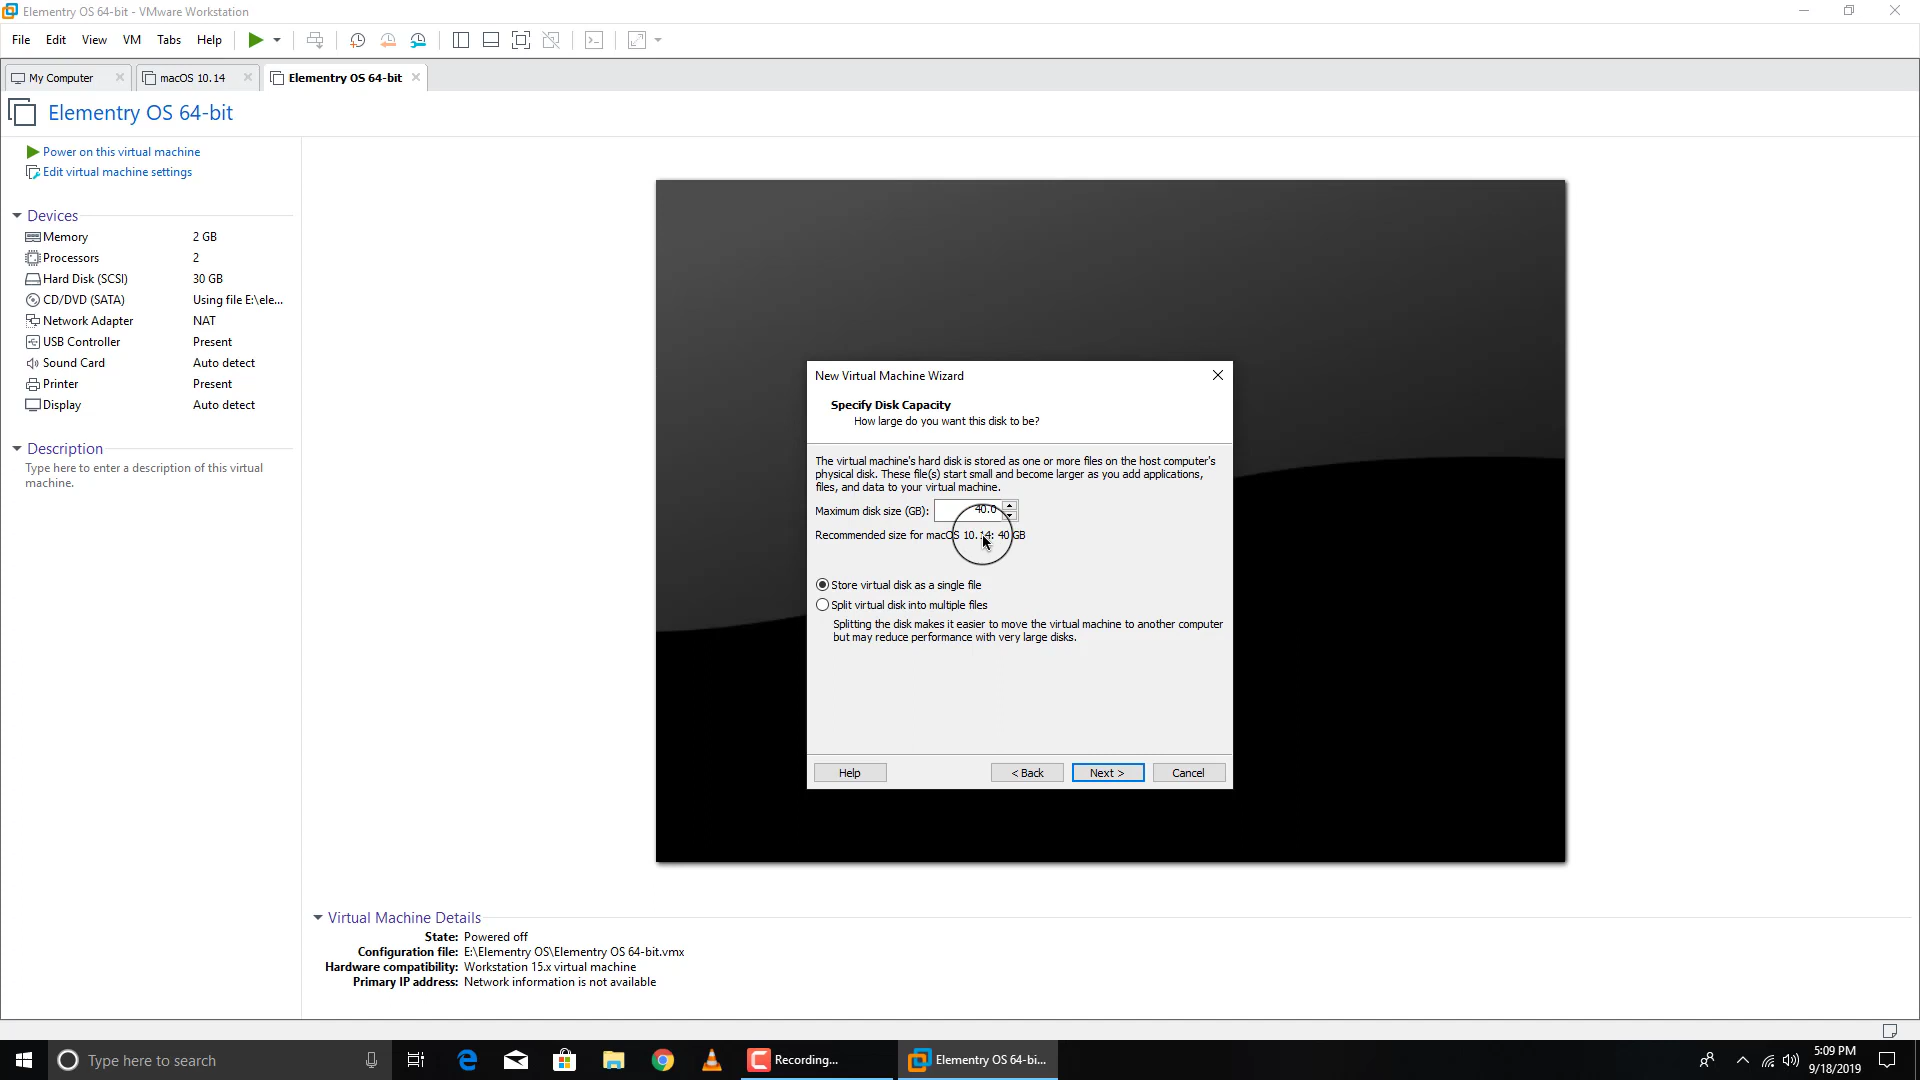 Elementry OS 64-bit - VMware Workstation
File Edit View VM Tabs Help
My Computer macOS 10.14 Elementry OS 64-bit
Elementry OS 64-bit
Power on this virtual machine
Edit virtual machine settings
Devices
Memory 2 GB
Processors 2
Hard Disk (SCSI) 30 GB
CD/DVD (SATA) Using file E:\ele...
Network Adapter NAT
USB Controller Present
Sound Card Auto detect
Printer Present
Display Auto detect
Description
Type here to enter a description of this virtual
machine.
New Virtual Machine Wizard
Specify Disk Capacity
How large do you want this disk to be?
The virtual machine's hard disk is stored as one or more files on the host computer's
physical disk. These file(s) start small and become larger as you add applications,
files, and data to your virtual machine.
Maximum disk size (GB): 40.0
Recommended size for macOS 10.14: 40 GB
Store virtual disk as a single file
Split virtual disk into multiple files
Splitting the disk makes it easier to move the virtual machine to another computer
but may reduce performance with very large disks.
Help < Back Next > Cancel
Virtual Machine Details
State: Powered off
Configuration file: E:\Elementry OS\Elementry OS 64-bit.vmx
Hardware compatibility: Workstation 15.x virtual machine
Primary IP address: Network information is not available
Type here to search
Recording...
Elementry OS 64-bi...
5:09 PM
9/18/2019